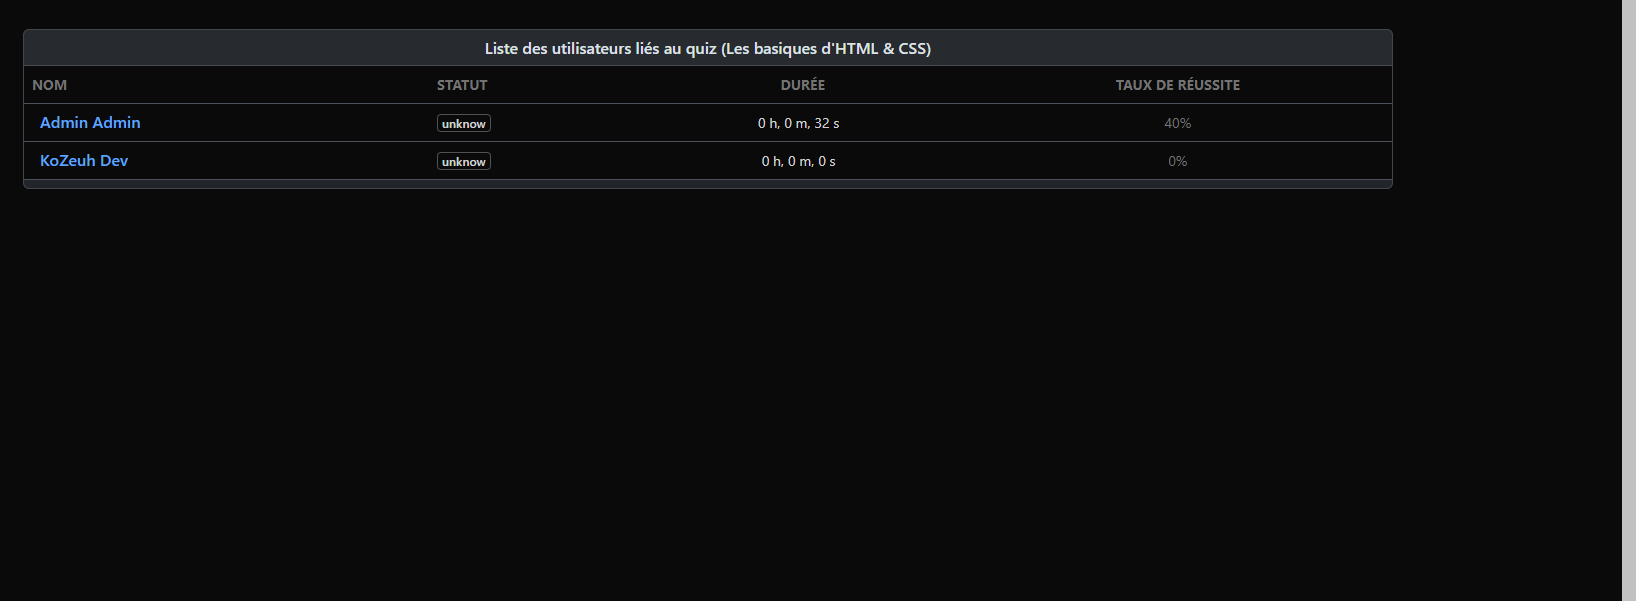 Liste des utilisateurs liés au quiz (Les basiques d'HTML & CSS)
NOM STATUT DURÉE TAUX DE RÉUSSITE
Admin Admin unknow 0 h, 0 m, 32 s 40%
KoZeuh Dev unknow 0 h, 0 m, 0 s 0%